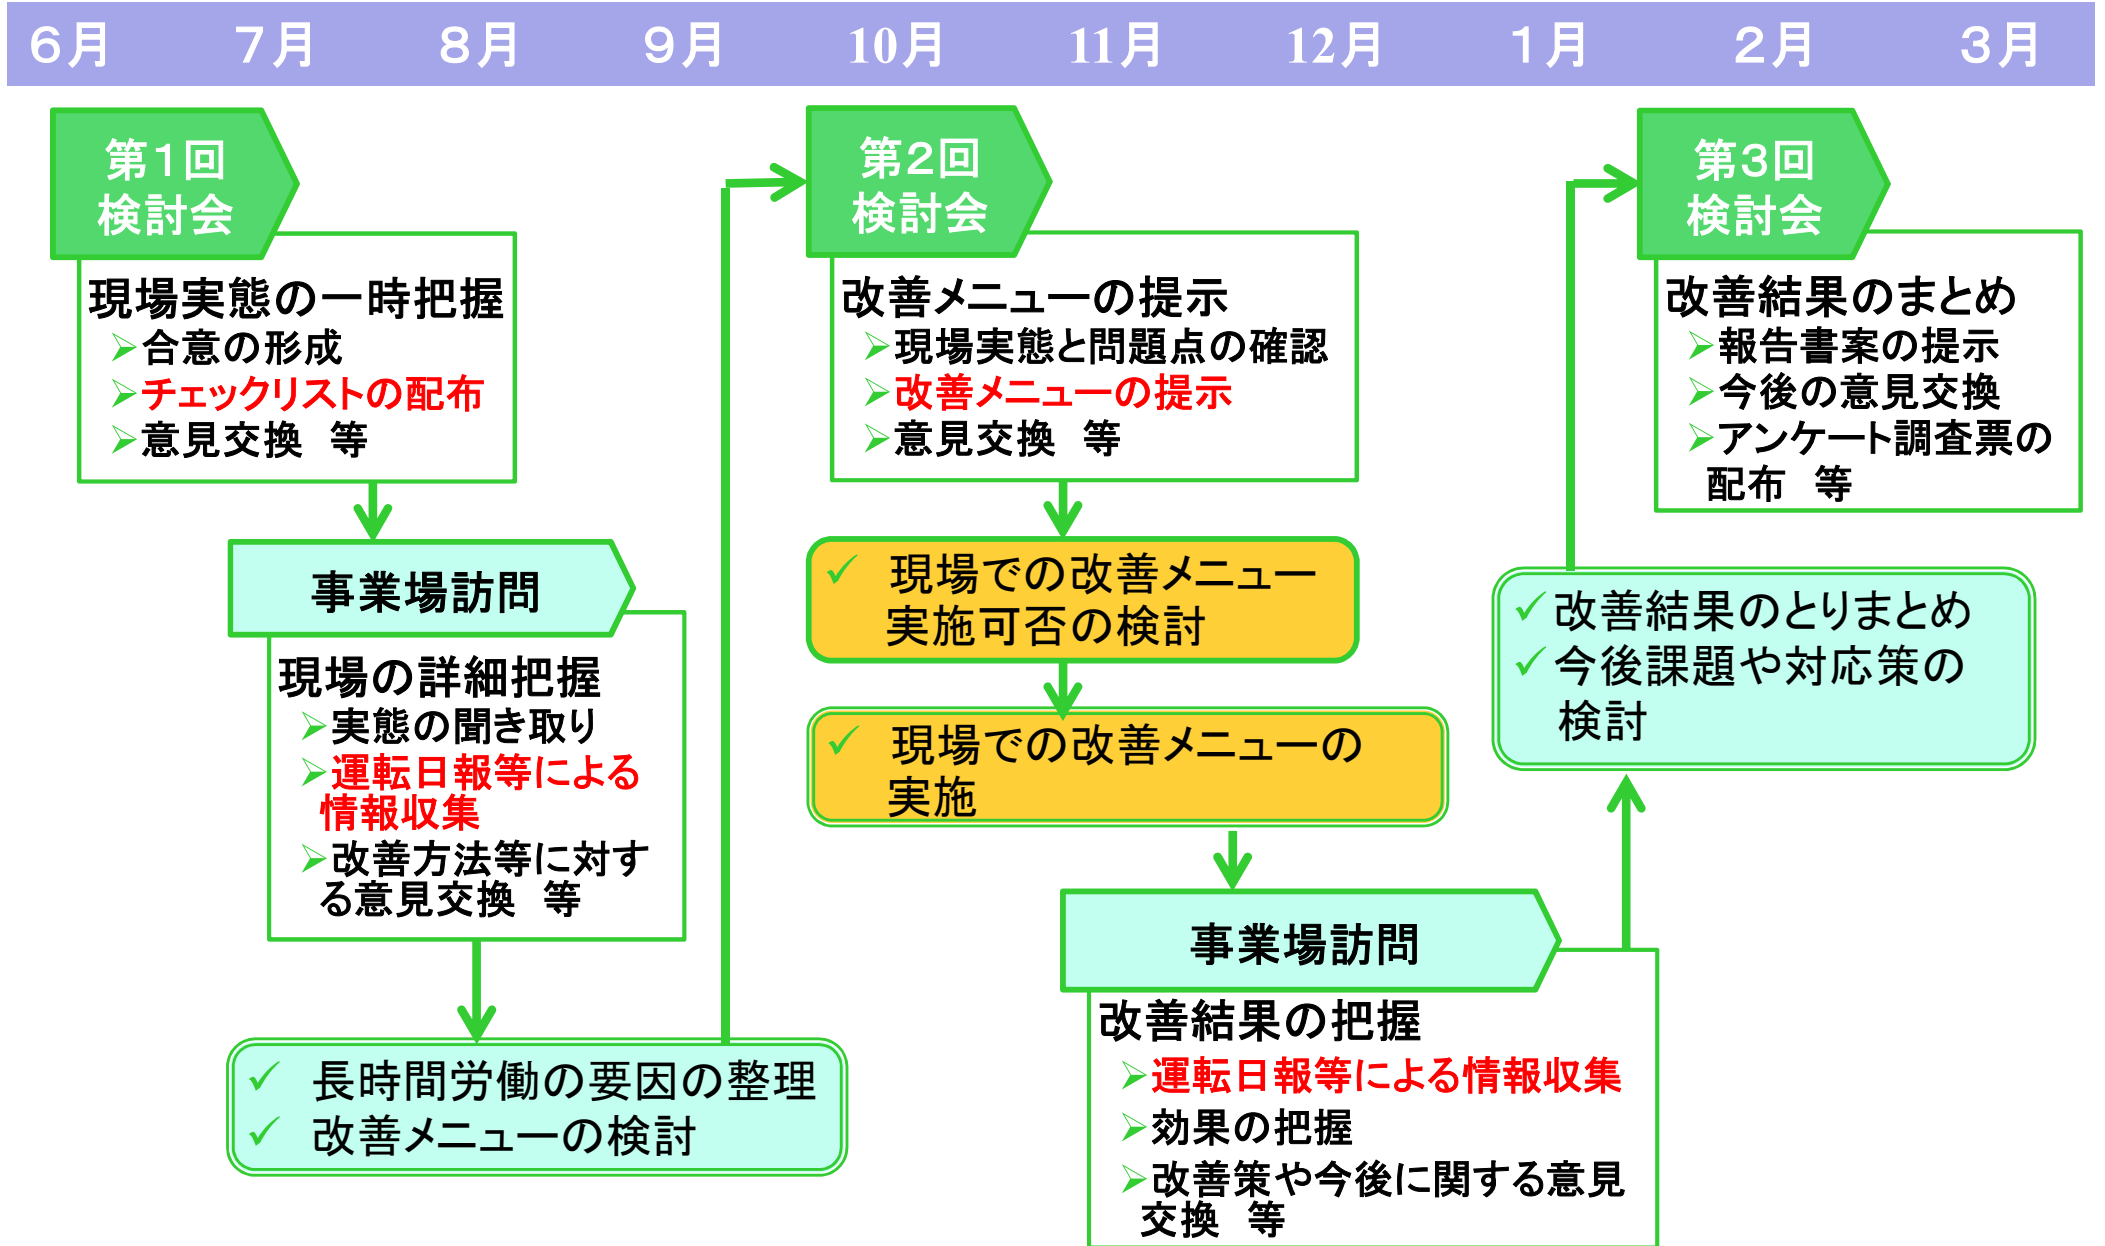 ６月 ７月 ８月 ９月 10月 11月 12月 １月 ２月 ３月
第１回
検討会
現場実態の一時把握
➢合意の形成
➢チェックリストの配布
➢意見交換　等
事業場訪問
現場の詳細把握
➢実態の聞き取り
➢運転日報等による
情報収集
➢改善方法等に対す
る意見交換　等
✓ 長時間労働の要因の整理
✓ 改善メニューの検討
第２回
検討会
改善メニューの提示
➢現場実態と問題点の確認
➢改善メニューの提示
➢意見交換　等
✓ 現場での改善メニュー
実施可否の検討
✓ 現場での改善メニューの
実施
事業場訪問
改善結果の把握
➢運転日報等による情報収集
➢効果の把握
➢改善策や今後に関する意見
交換　等
✓改善結果のとりまとめ
✓今後課題や対応策の
検討
第３回
検討会
改善結果のまとめ
➢報告書案の提示
➢今後の意見交換
➢アンケート調査票の
配布　等